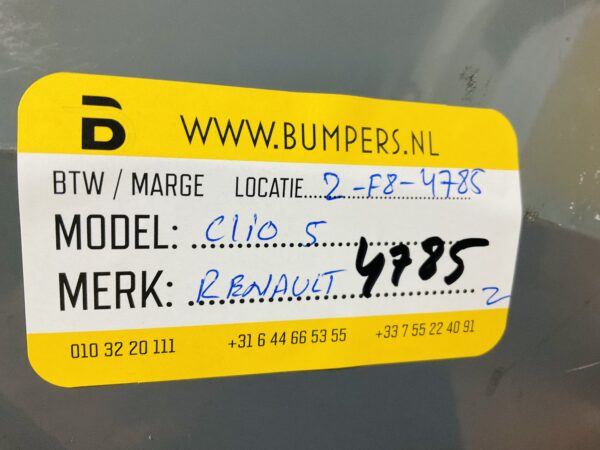 B WWW.BUMPERS.NL
BTW / MARGE LOCATIE...2-F8-4785
MODEL: Clio 5
MERK: RENAULT 4785 2
010 32 20 111 +31 6 44 66 53 55 +33 7 55 22 40 91